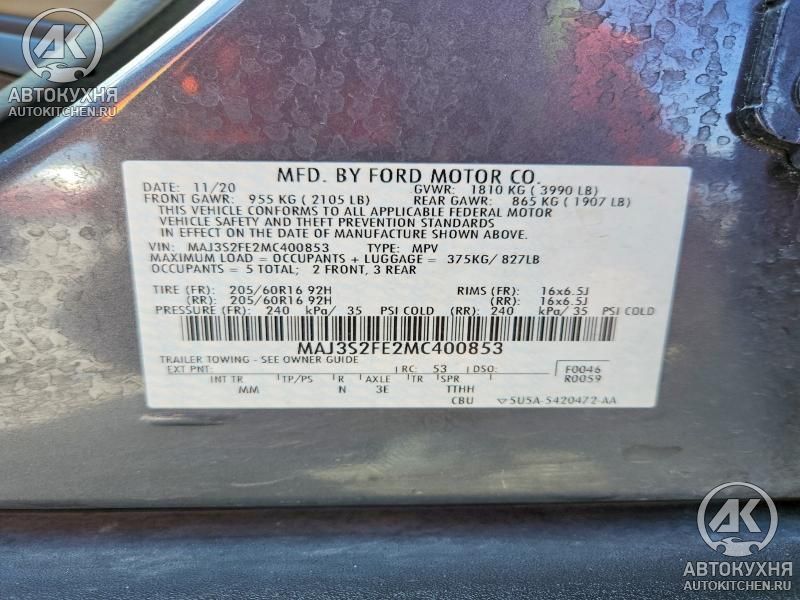 AK
АВТОКУХНЯ
AUTOKITCHEN.RU
MFD. BY FORD MOTOR CO.
DATE: 11/20 GVWR: 1810 KG ( 3990 LB)
FRONT GAWR: 955 KG ( 2105 LB) REAR GAWR: 865 KG ( 1907 LB)
THIS VEHICLE CONFORMS TO ALL APPLICABLE FEDERAL MOTOR
VEHICLE SAFETY AND THEFT PREVENTION STANDARDS
IN EFFECT ON THE DATE OF MANUFACTURE SHOWN ABOVE.
VIN: MAJ3S2FE2MC400853 TYPE: MPV
MAXIMUM LOAD = OCCUPANTS + LUGGAGE = 375KG/ 827LB
OCCUPANTS = 5 TOTAL; 2 FRONT, 3 REAR
TIRE (FR): 205/60R16 92H RIMS (FR): 16x6.5J
(RR): 205/60R16 92H (RR): 16x6.5J
PRESSURE (FR): 240 kPa/ 35 PSI COLD (RR): 240 kPa/ 35 PSI COLD
MAJ3S2FE2MC400853
TRAILER TOWING - SEE OWNER GUIDE
EXT PNT: RC: 53 DSO: F0046
INT TR TP/PS R AXLE TR SPR R0059
MM N 3E TTHH
CBU 5U5A-5420472-AA
AK
АВТОКУХНЯ
AUTOKITCHEN.RU